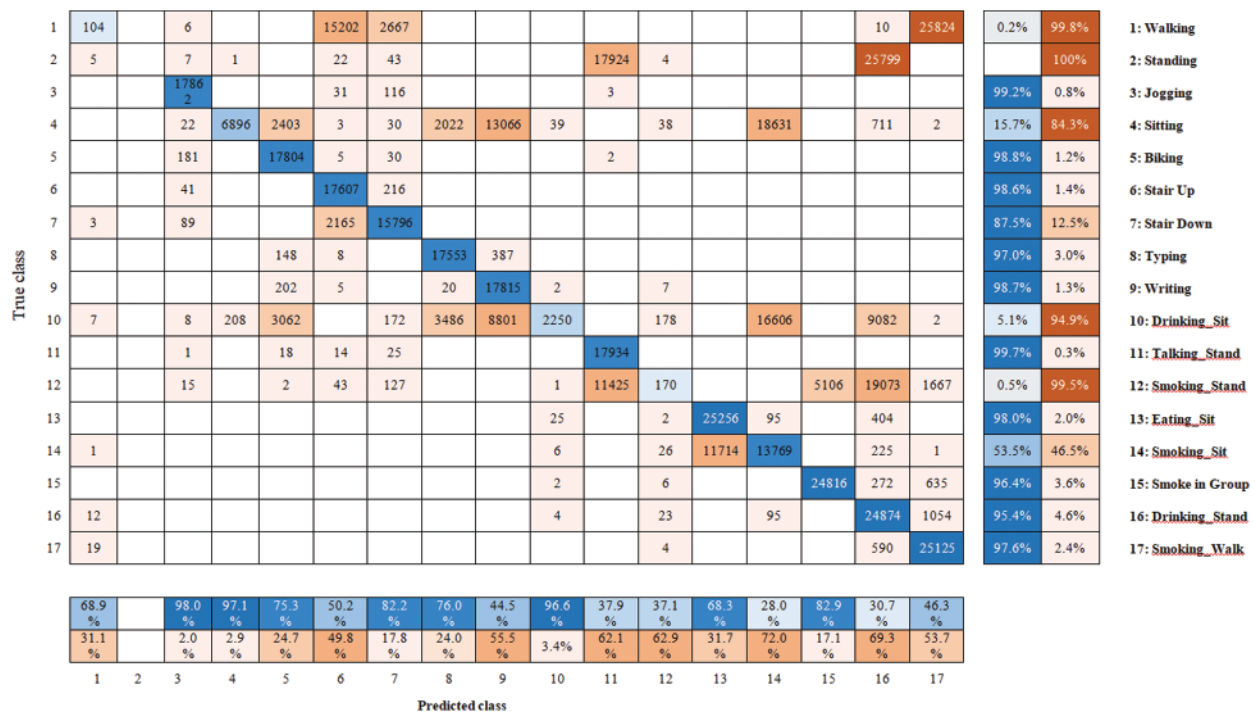 1 104 6 15202 2667 10 25824 0.2% 99.8% 1: Walking
2 5 7 1 22 43 17924 4 25799 100% 2: Standing
3 1786 2 31 116 3 99.2% 0.8% 3: Jogging
4 22 6896 2403 3 30 2022 13066 39 38 18631 711 2 15.7% 84.3% 4: Sitting
5 181 17804 5 30 2 98.8% 1.2% 5: Biking
6 41 17607 216 98.6% 1.4% 6: Stair Up
7 3 89 2165 15796 87.5% 12.5% 7: Stair Down
8 148 8 17553 387 97.0% 3.0% 8: Typing
9 202 5 20 17815 2 7 98.7% 1.3% 9: Writing
10 7 8 208 3062 172 3486 8801 2250 178 16606 9082 2 5.1% 94.9% 10: Drinking_Sit
11 1 18 14 25 17934 99.7% 0.3% 11: Talking_Stand
12 15 2 43 127 1 11425 170 5106 19073 1667 0.5% 99.5% 12: Smoking_Stand
13 25 2 25256 95 404 98.0% 2.0% 13: Eating_Sit
14 1 6 26 11714 13769 225 1 53.5% 46.5% 14: Smoking_Sit
15 2 6 24816 272 635 96.4% 3.6% 15: Smoke in Group
16 12 4 23 95 24874 1054 95.4% 4.6% 16: Drinking_Stand
17 19 4 590 25125 97.6% 2.4% 17: Smoking_Walk
True class
68.9 % 98.0 % 97.1 % 75.3 % 50.2 % 82.2 % 76.0 % 44.5 % 96.6 % 37.9 % 37.1 % 68.3 % 28.0 % 82.9 % 30.7 % 46.3 %
31.1 % 2.0 % 2.9 % 24.7 % 49.8 % 17.8 % 24.0 % 55.5 % 3.4% 62.1 % 62.9 % 31.7 % 72.0 % 17.1 % 69.3 % 53.7 %
1 2 3 4 5 6 7 8 9 10 11 12 13 14 15 16 17
Predicted class